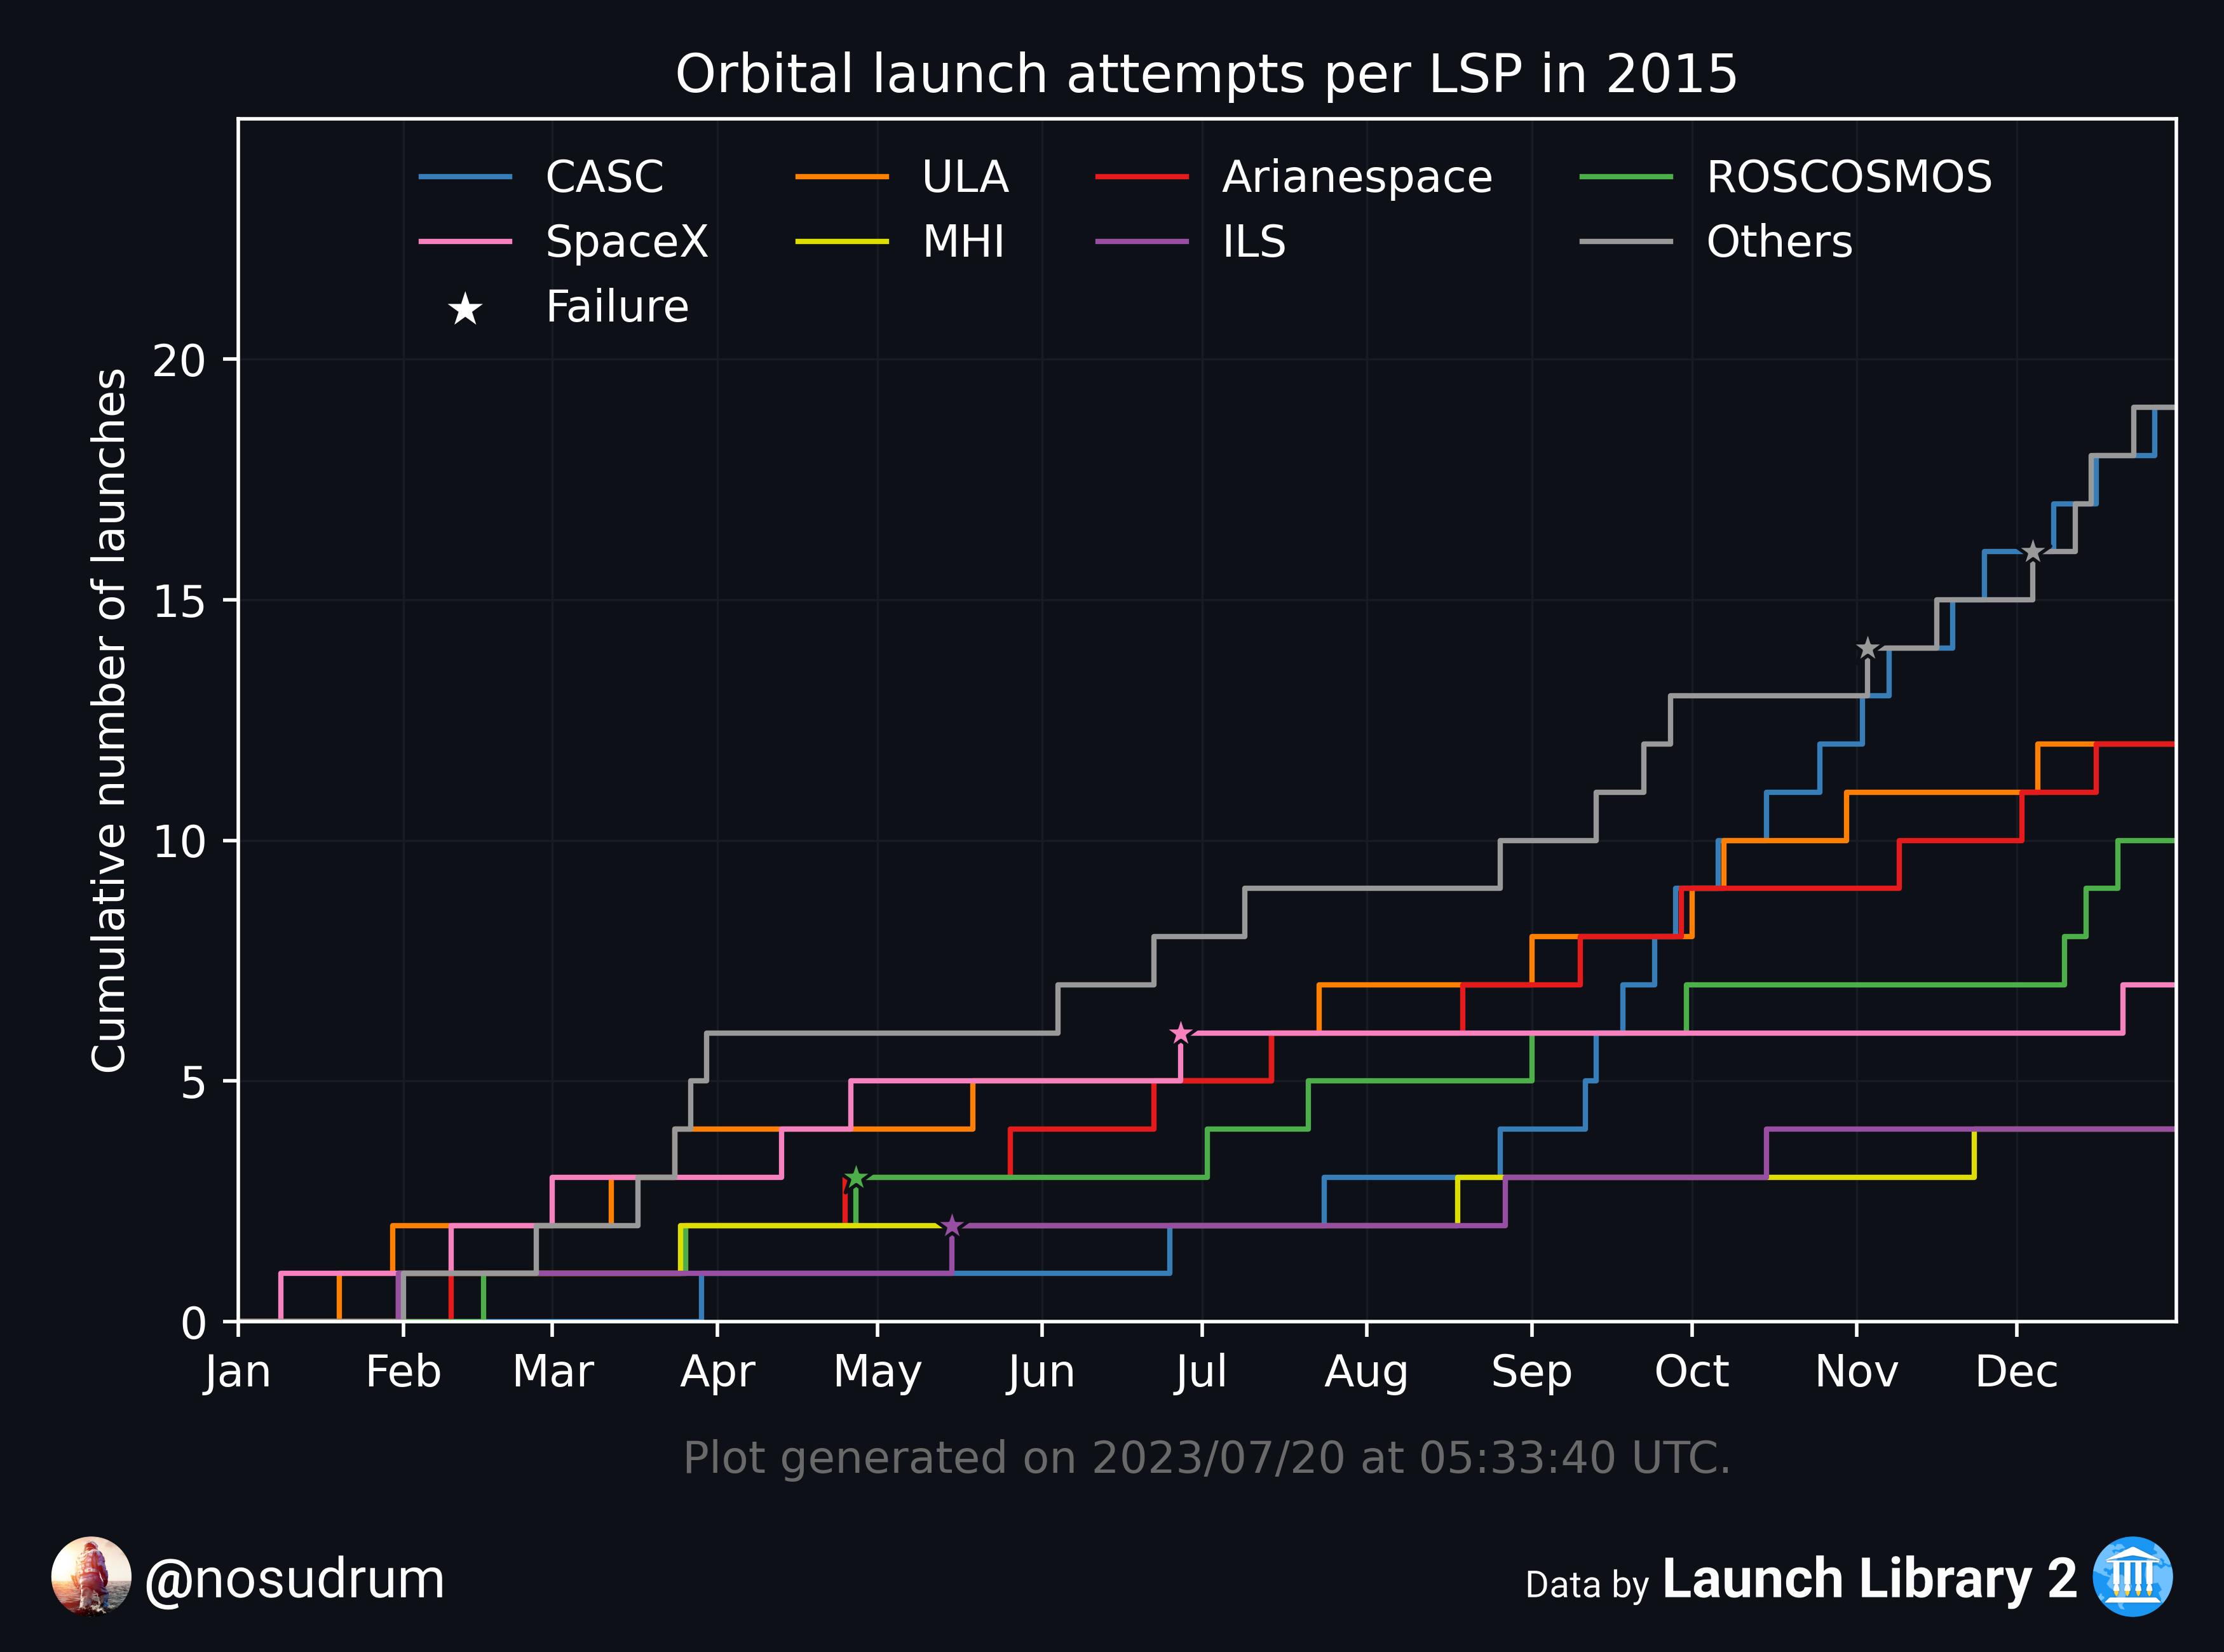 Orbital launch attempts per LSP in 2015
CASC ULA Arianespace ROSCOSMOS
SpaceX MHI ILS Others
Failure
Cumulative number of launches
20
15
10
5
0
Jan Feb Mar Apr May Jun Jul Aug Sep Oct Nov Dec
Plot generated on 2023/07/20 at 05:33:40 UTC.
@nosudrum
Data by Launch Library 2